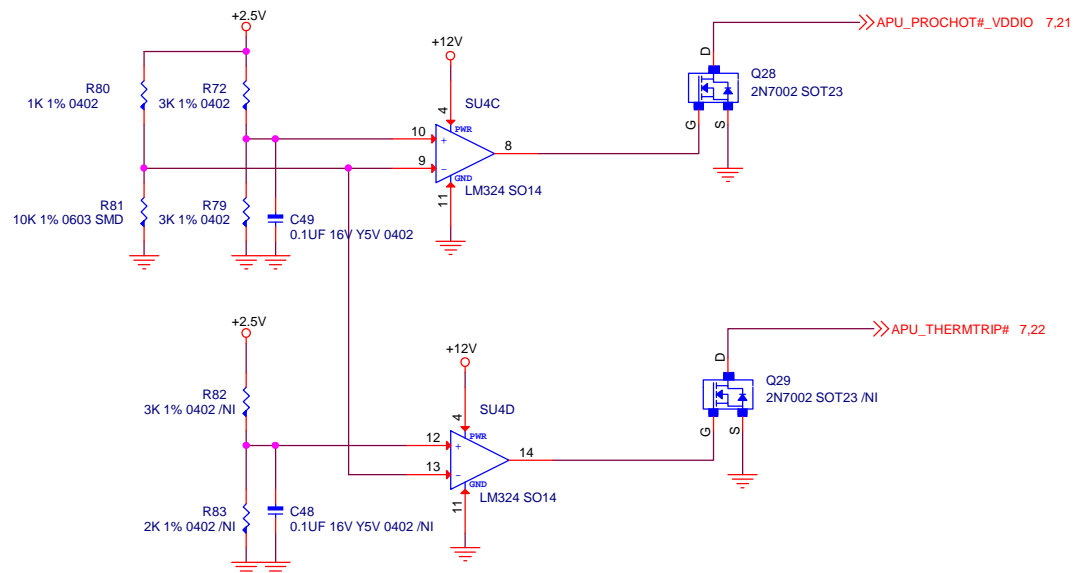 +2.5V
APU_PROCHOT#_VDDIO 7,21
+12V
D
R80
1K 1% 0402
R72
3K 1% 0402
Q28
2N7002 SOT23
4
SU4C
PWR
G
S
10
+
8
9
-
GND
LM324 SO14
11
R81
10K 1% 0603 SMD
R79
3K 1% 0402
C49
0.1UF 16V Y5V 0402
+2.5V
APU_THERMTRIP# 7,22
+12V
D
R82
3K 1% 0402 /NI
Q29
2N7002 SOT23 /NI
4
SU4D
PWR
G
S
12
+
14
13
-
GND
LM324 SO14
11
R83
2K 1% 0402 /NI
C48
0.1UF 16V Y5V 0402 /NI